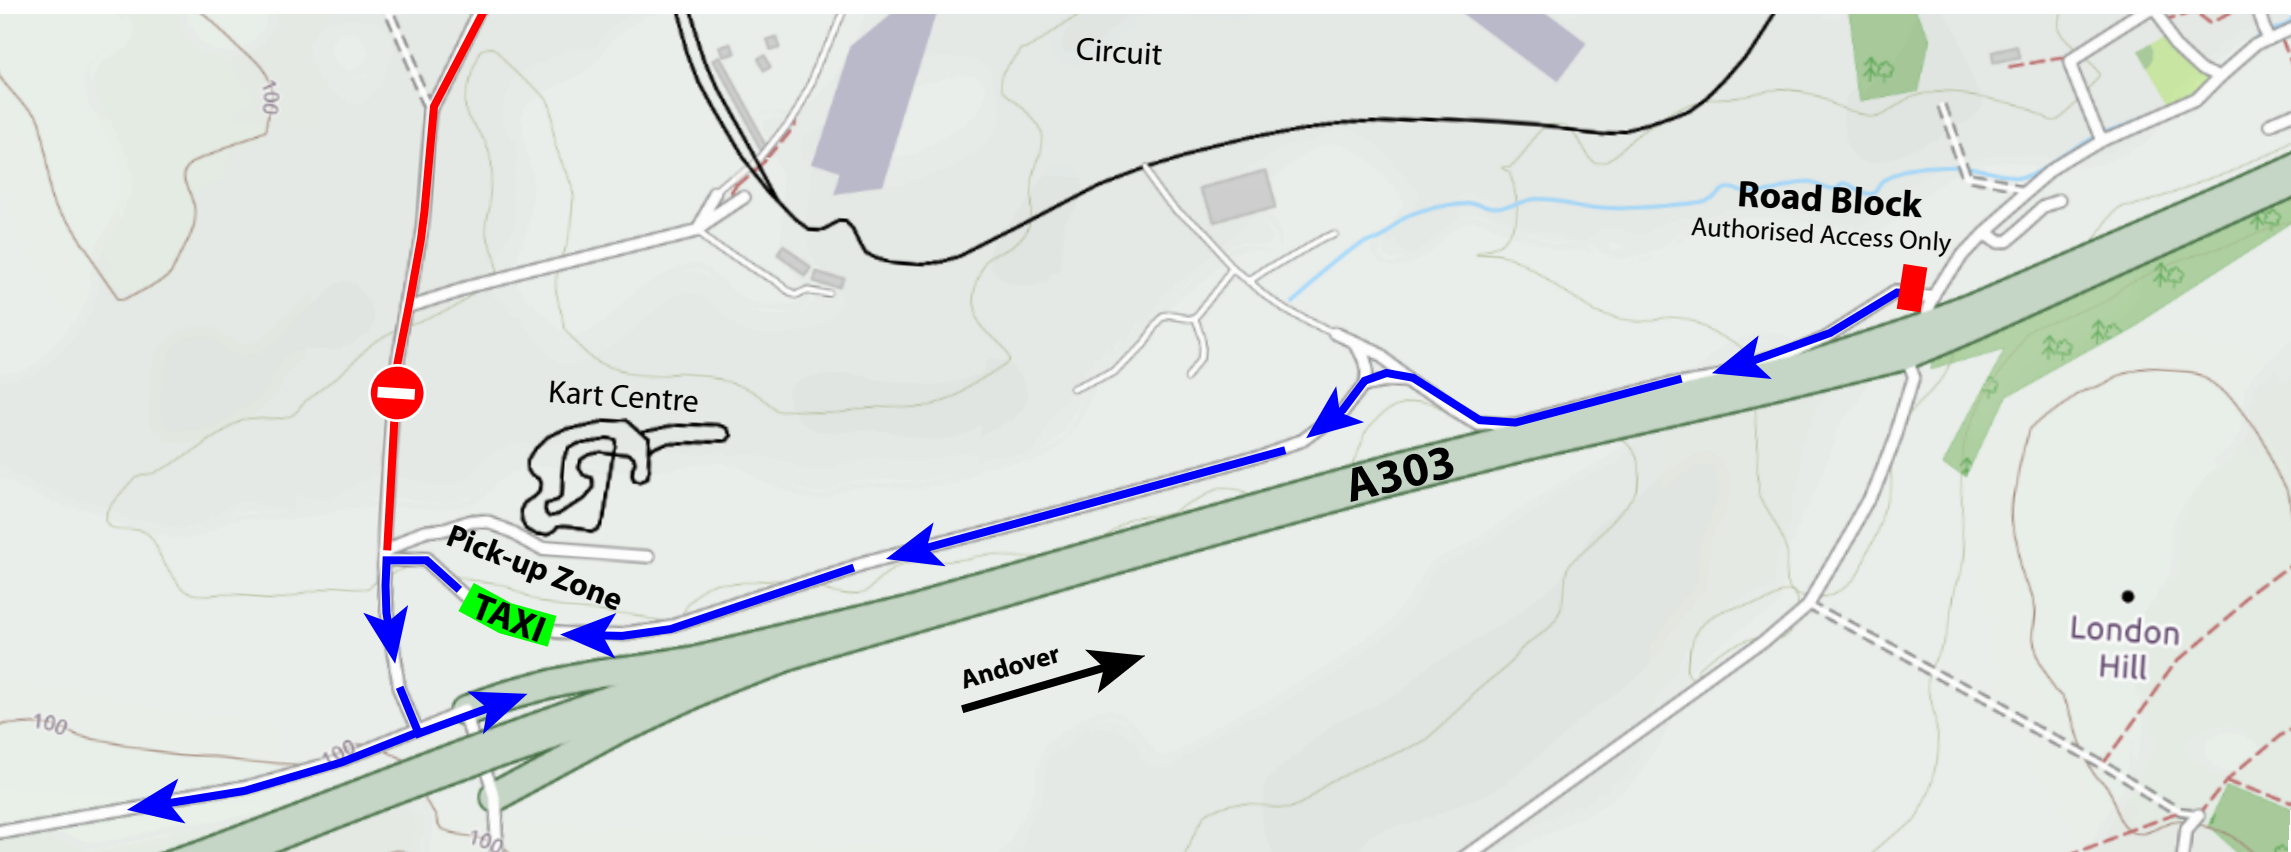 Circuit
100
Road Block
Authorised Access Only
Kart Centre
A303
Pick-up Zone
TAXI
London
Hill
Andover
100
100
100